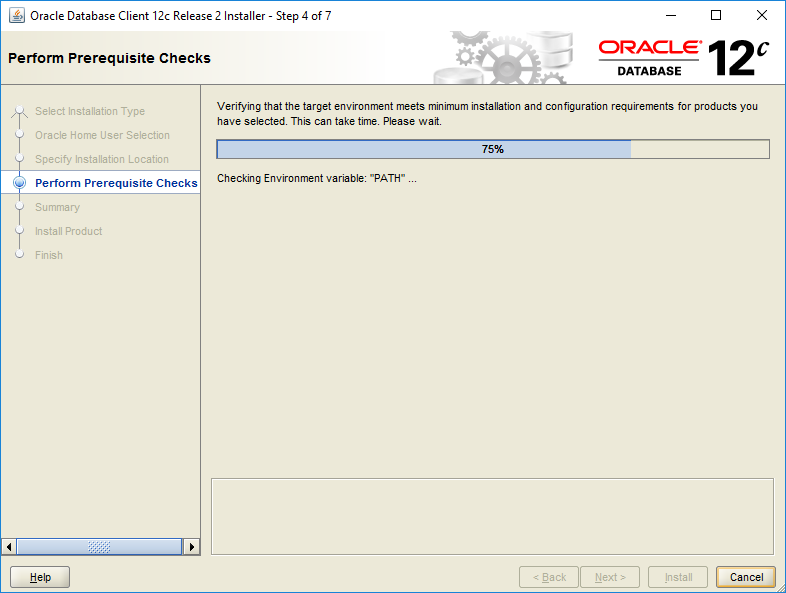 Oracle Database Client 12c Release 2 Installer - Step 4 of 7
Perform Prerequisite Checks
ORACLE®
DATABASE
12c
Select Installation Type
Oracle Home User Selection
Specify Installation Location
Perform Prerequisite Checks
Summary
Install Product
Finish
Verifying that the target environment meets minimum installation and configuration requirements for products you
have selected. This can take time. Please wait.
75%
Checking Environment variable: "PATH" ...
Help
< Back
Next >
Install
Cancel